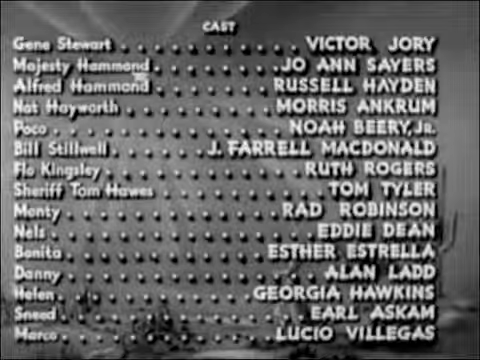 CAST
Gene Stewart . . . . . . . . . VICTOR JORY
Majesty Hammond . . . . . . . JO ANN SAYERS
Alfred Hammond . . . . . . . RUSSELL HAYDEN
Nat Hayworth . . . . . . . . MORRIS ANKRUM
Poco . . . . . . . . . . . . NOAH BEERY, JR.
Bill Stillwell . . . . . . J. FARRELL MACDONALD
Flo Kingsley . . . . . . . . . RUTH ROGERS
Sheriff Tom Hawes . . . . . . . . TOM TYLER
Monty . . . . . . . . . . . RAD ROBINSON
Nels . . . . . . . . . . . . . EDDIE DEAN
Bonita . . . . . . . . . . ESTHER ESTRELLA
Danny . . . . . . . . . . . . . ALAN LADD
Helen . . . . . . . . . GEORGIA HAWKINS
Sneed . . . . . . . . . . . . EARL ASKAM
Marco . . . . . . . . . . LUCIO VILLEGAS